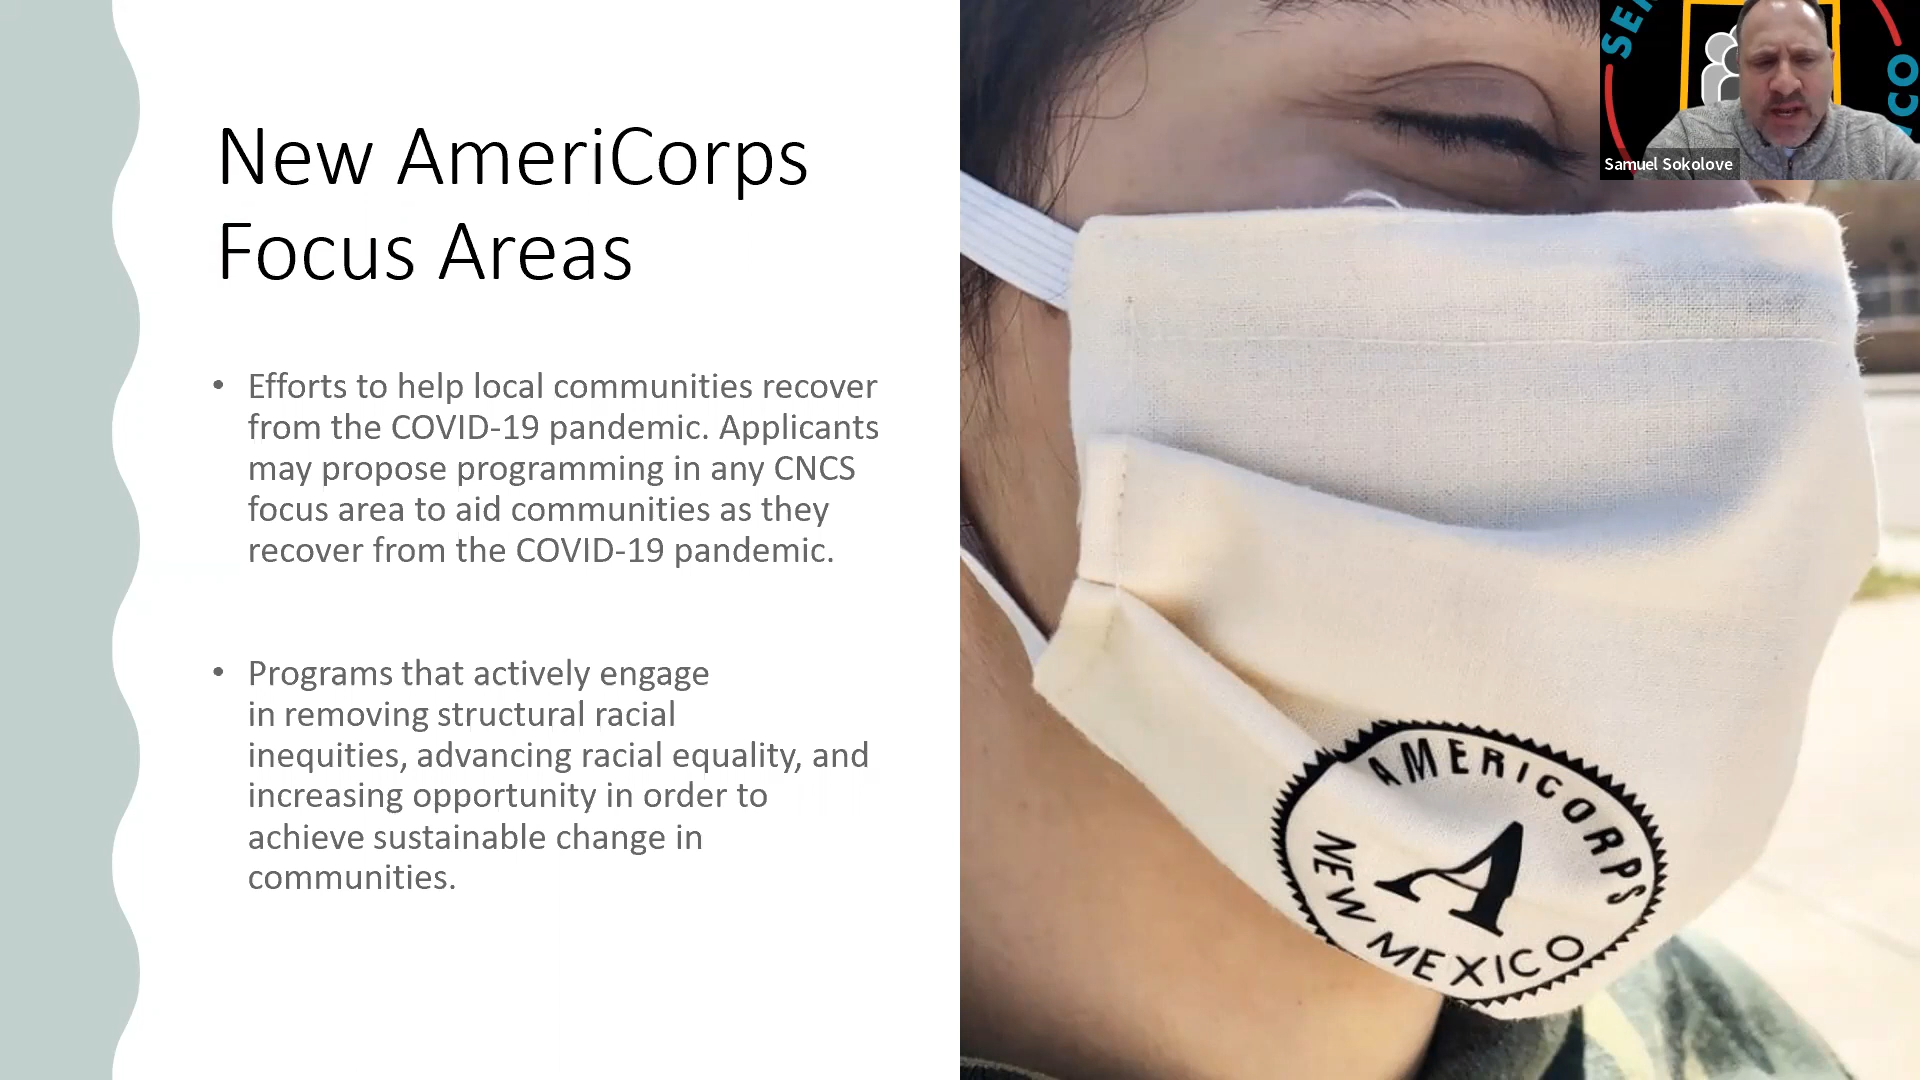 New AmeriCorps
Focus Areas
• Efforts to help local communities recover
from the COVID-19 pandemic. Applicants
may propose programming in any CNCS
focus area to aid communities as they
recover from the COVID-19 pandemic.
• Programs that actively engage
in removing structural racial
inequities, advancing racial equality, and
increasing opportunity in order to
achieve sustainable change in
communities.
Samuel Sokolove
AMERICORPS
A
NEW MEXICO